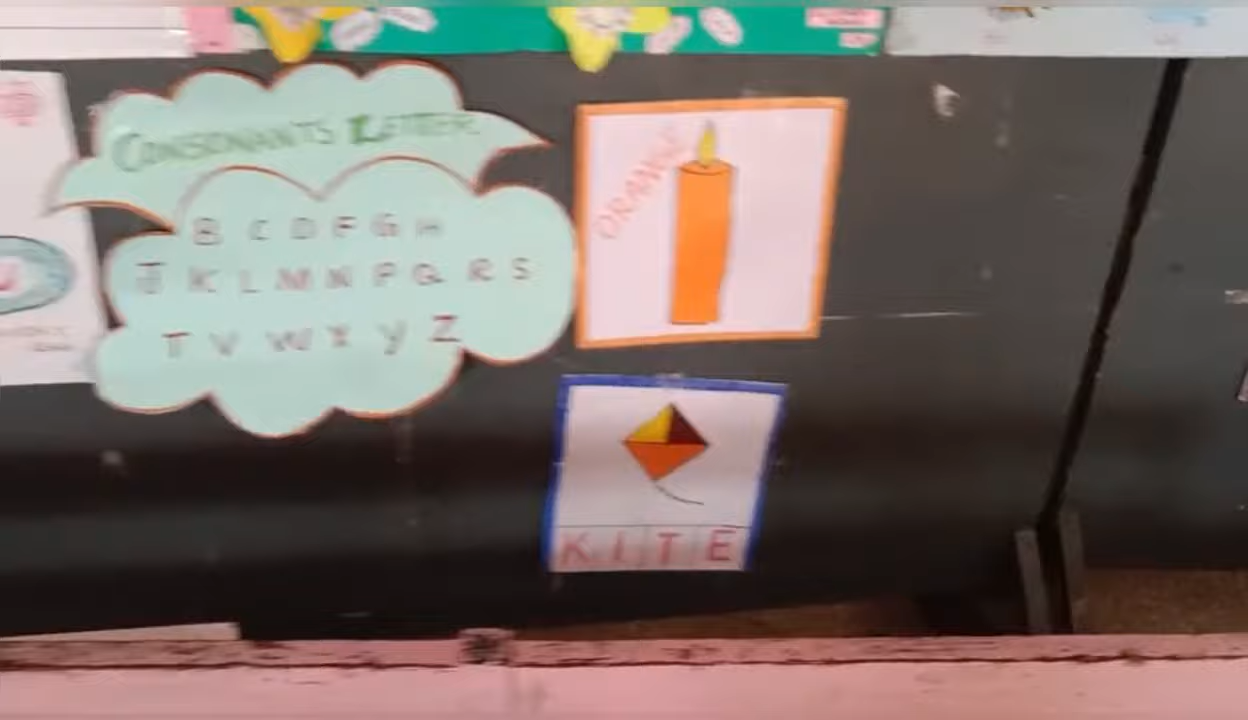 CONSONANTS LETTER
B C D F G H
J K L M N P Q R S
T V W X Y Z
ORANGE
KITE